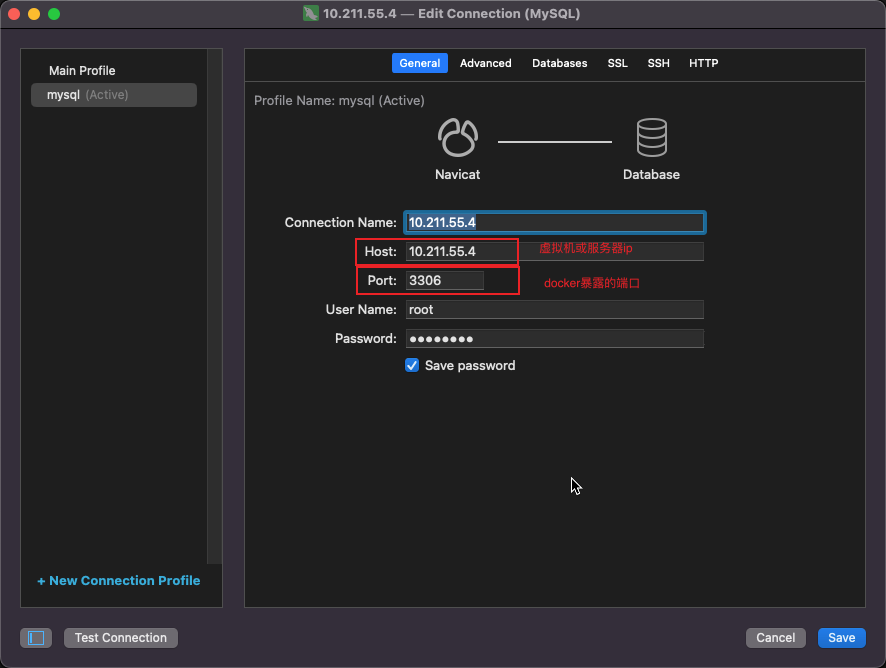 10.211.55.4 — Edit Connection (MySQL)
Main Profile
mysql (Active)
+ New Connection Profile
General Advanced Databases SSL SSH HTTP
Profile Name: mysql (Active)
Navicat Database
Connection Name: 10.211.55.4
Host: 10.211.55.4 虚拟机或服务器ip
Port: 3306 docker暴露的端口
User Name: root
Password: ●●●●●●●●
Save password
Test Connection Cancel Save